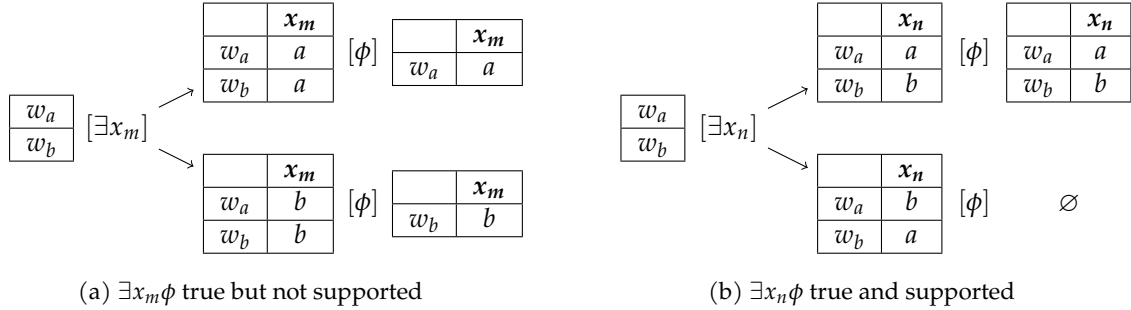 x_m x_n
w_a a [ϕ] x_m w_a a [ϕ] x_n
w_b a w_a a w_b b w_a a
w_b b
w_a [∃x_m] w_a [∃x_n]
w_b w_b
x_m x_n
w_a b [ϕ] x_m w_a b [ϕ] ∅
w_b b w_b b w_b a
(a) ∃x_mϕ true but not supported (b) ∃x_nϕ true and supported